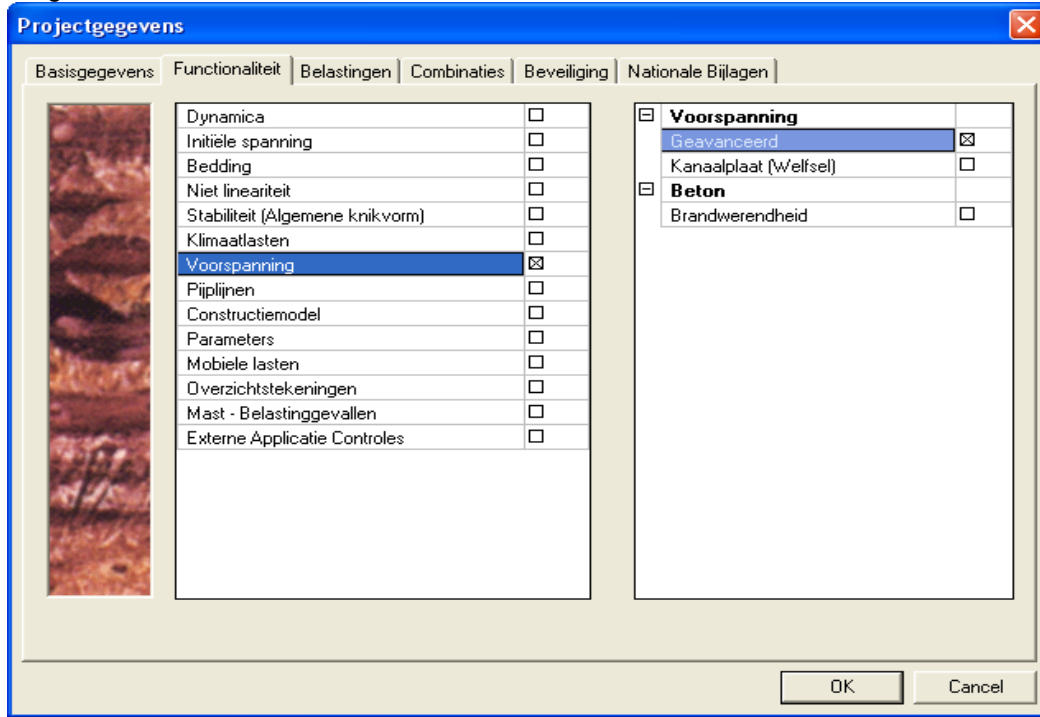 Projectgegevens
Basisgegevens Functionaliteit Belastingen Combinaties Beveiliging Nationale Bijlagen
Dynamica
Initiële spanning
Bedding
Niet lineariteit
Stabiliteit (Algemene knikvorm)
Klimaatlasten
Voorspanning
Pijplijnen
Constructiemodel
Parameters
Mobiele lasten
Overzichtstekeningen
Mast - Belastinggevallen
Externe Applicatie Controles
Voorspanning
Geavanceerd
Kanaalplaat (Welfsel)
Beton
Brandwerendheid
OK Cancel